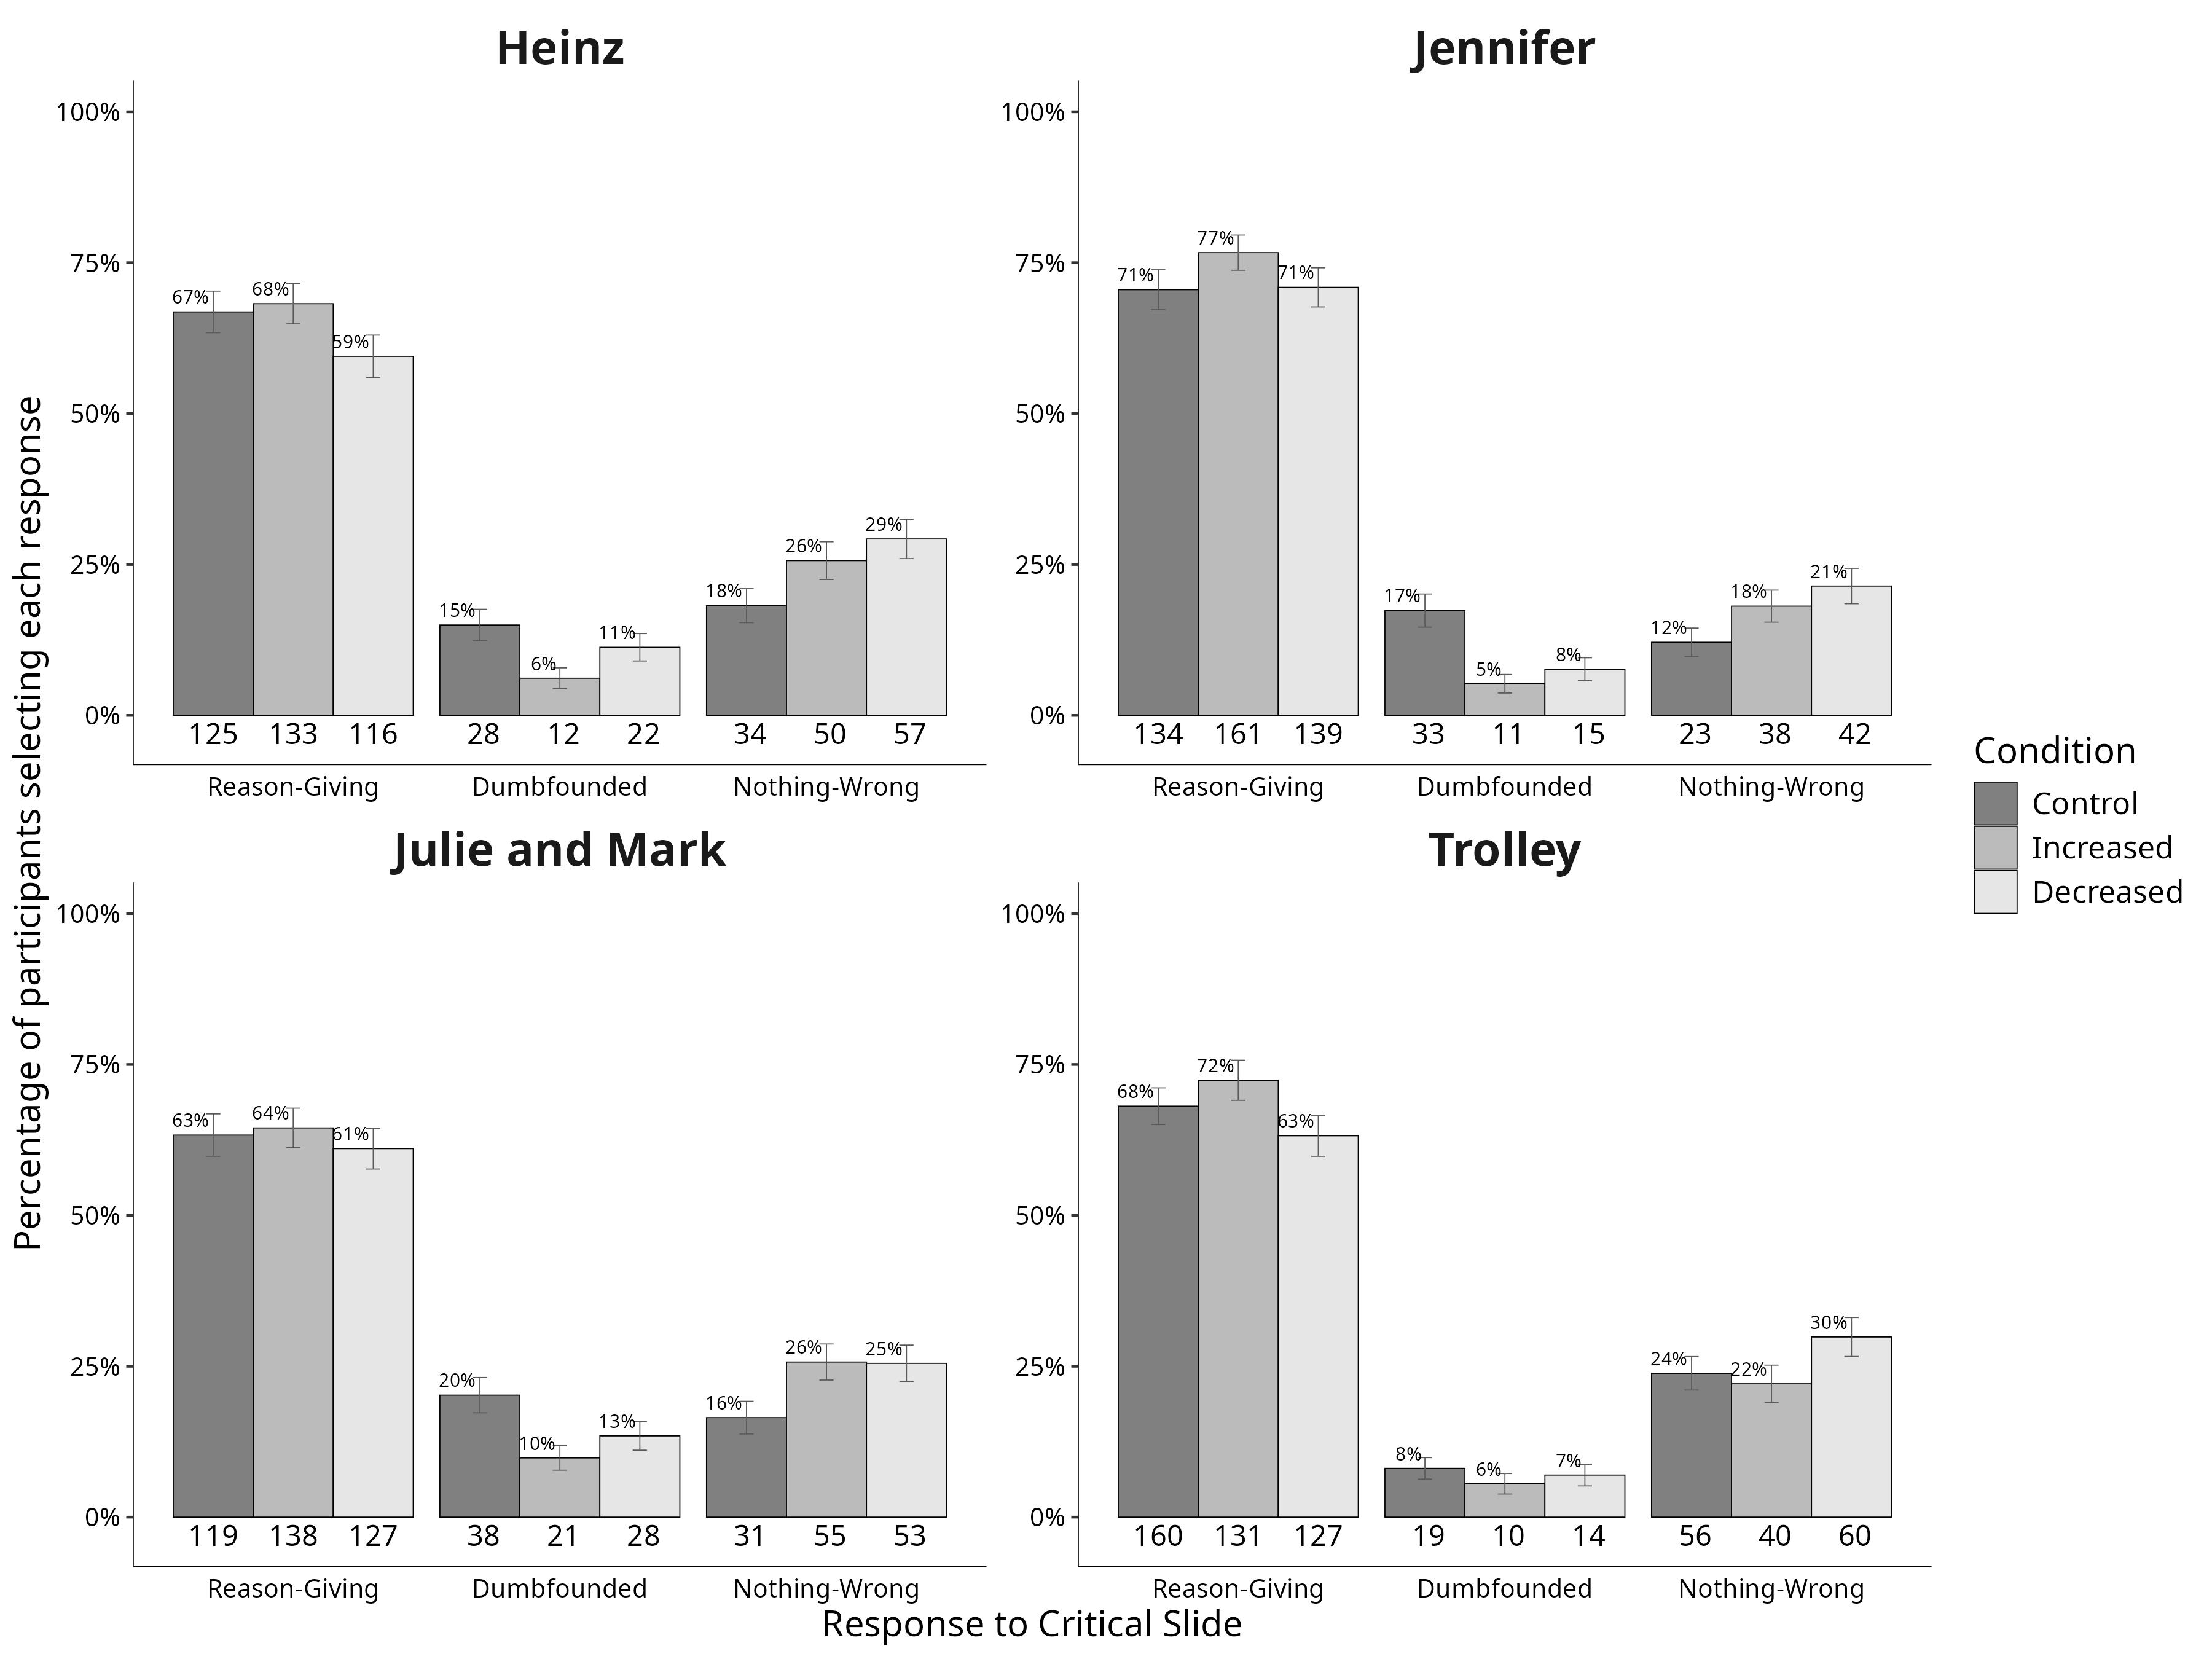 Heinz
Jennifer
Percentage of participants selecting each response
100%
75%
50%
25%
0%
67% 68% 59%
15% 6% 11%
18% 26% 29%
125 133 116 28 12 22 34 50 57
Reason-Giving Dumbfounded Nothing-Wrong
100%
75%
50%
25%
0%
71% 77% 71%
17% 5% 8%
12% 18% 21%
134 161 139 33 11 15 23 38 42
Reason-Giving Dumbfounded Nothing-Wrong
Condition
Control
Increased
Decreased
Julie and Mark
Trolley
100%
75%
50%
25%
0%
63% 64% 61%
20% 10% 13%
16% 26% 25%
119 138 127 38 21 28 31 55 53
Reason-Giving Dumbfounded Nothing-Wrong
100%
75%
50%
25%
0%
68% 72% 63%
8% 6% 7%
24% 22% 30%
160 131 127 19 10 14 56 40 60
Reason-Giving Dumbfounded Nothing-Wrong
Response to Critical Slide